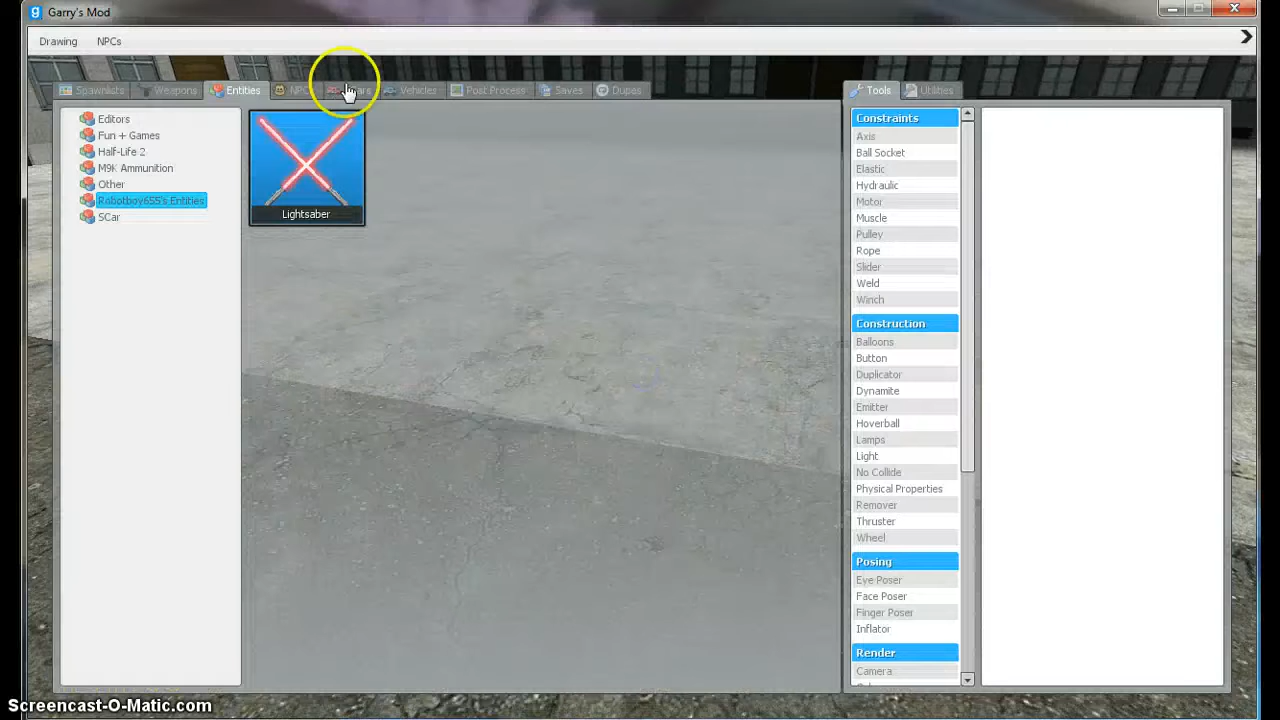 Garry's Mod
Drawing NPCs
Spawnlists Weapons Entities Vehicles Post Process Saves Dupes
Tools Utilities
Editors
Fun + Games
Half-Life 2
M9K Ammunition
Other
Robotboy655's Entities
SCar
Lightsaber
Constraints
Axis
Ball Socket
Elastic
Hydraulic
Motor
Muscle
Pulley
Rope
Slider
Weld
Winch
Construction
Balloons
Button
Duplicator
Dynamite
Emitter
Hoverball
Lamps
Light
No Collide
Physical Properties
Remover
Thruster
Wheel
Posing
Eye Poser
Face Poser
Finger Poser
Inflator
Render
Camera
Screencast-O-Matic.com